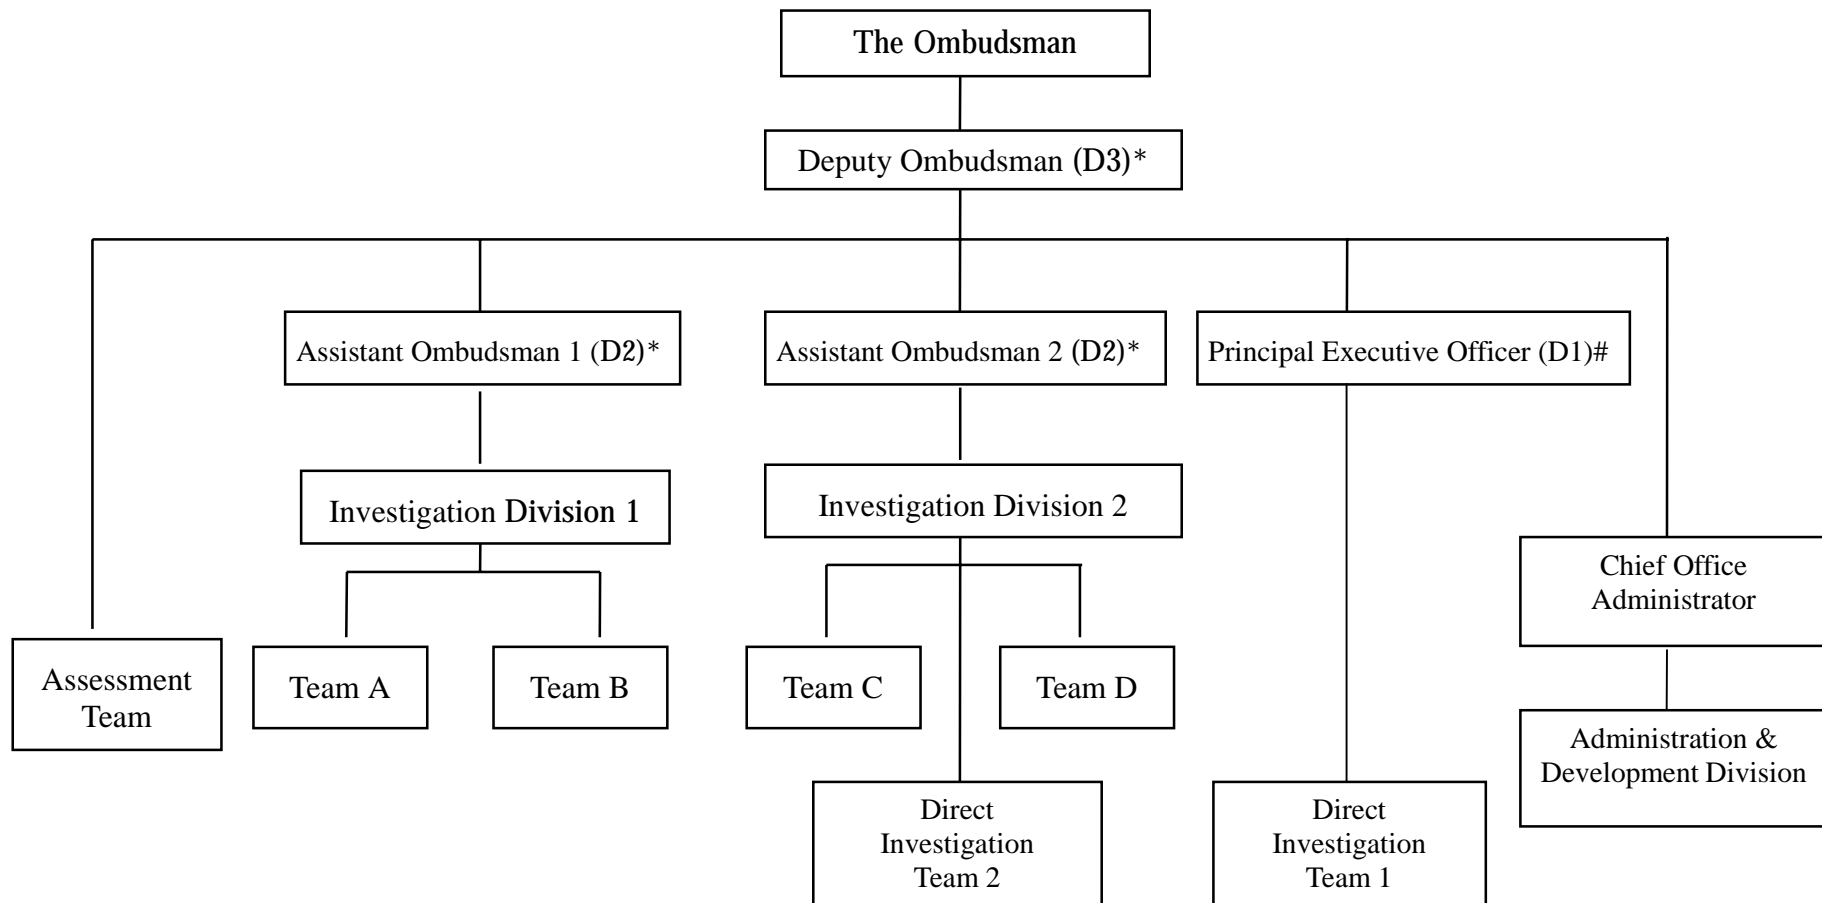 The Ombudsman
Deputy Ombudsman (D3)*
Assistant Ombudsman 1 (D2)*
Assistant Ombudsman 2 (D2)*
Principal Executive Officer (D1)#
Investigation Division 1
Investigation Division 2
Chief Office
Administrator
Assessment
Team
Team A
Team B
Team C
Team D
Administration &
Development Division
Direct
Investigation
Team 2
Direct
Investigation
Team 1